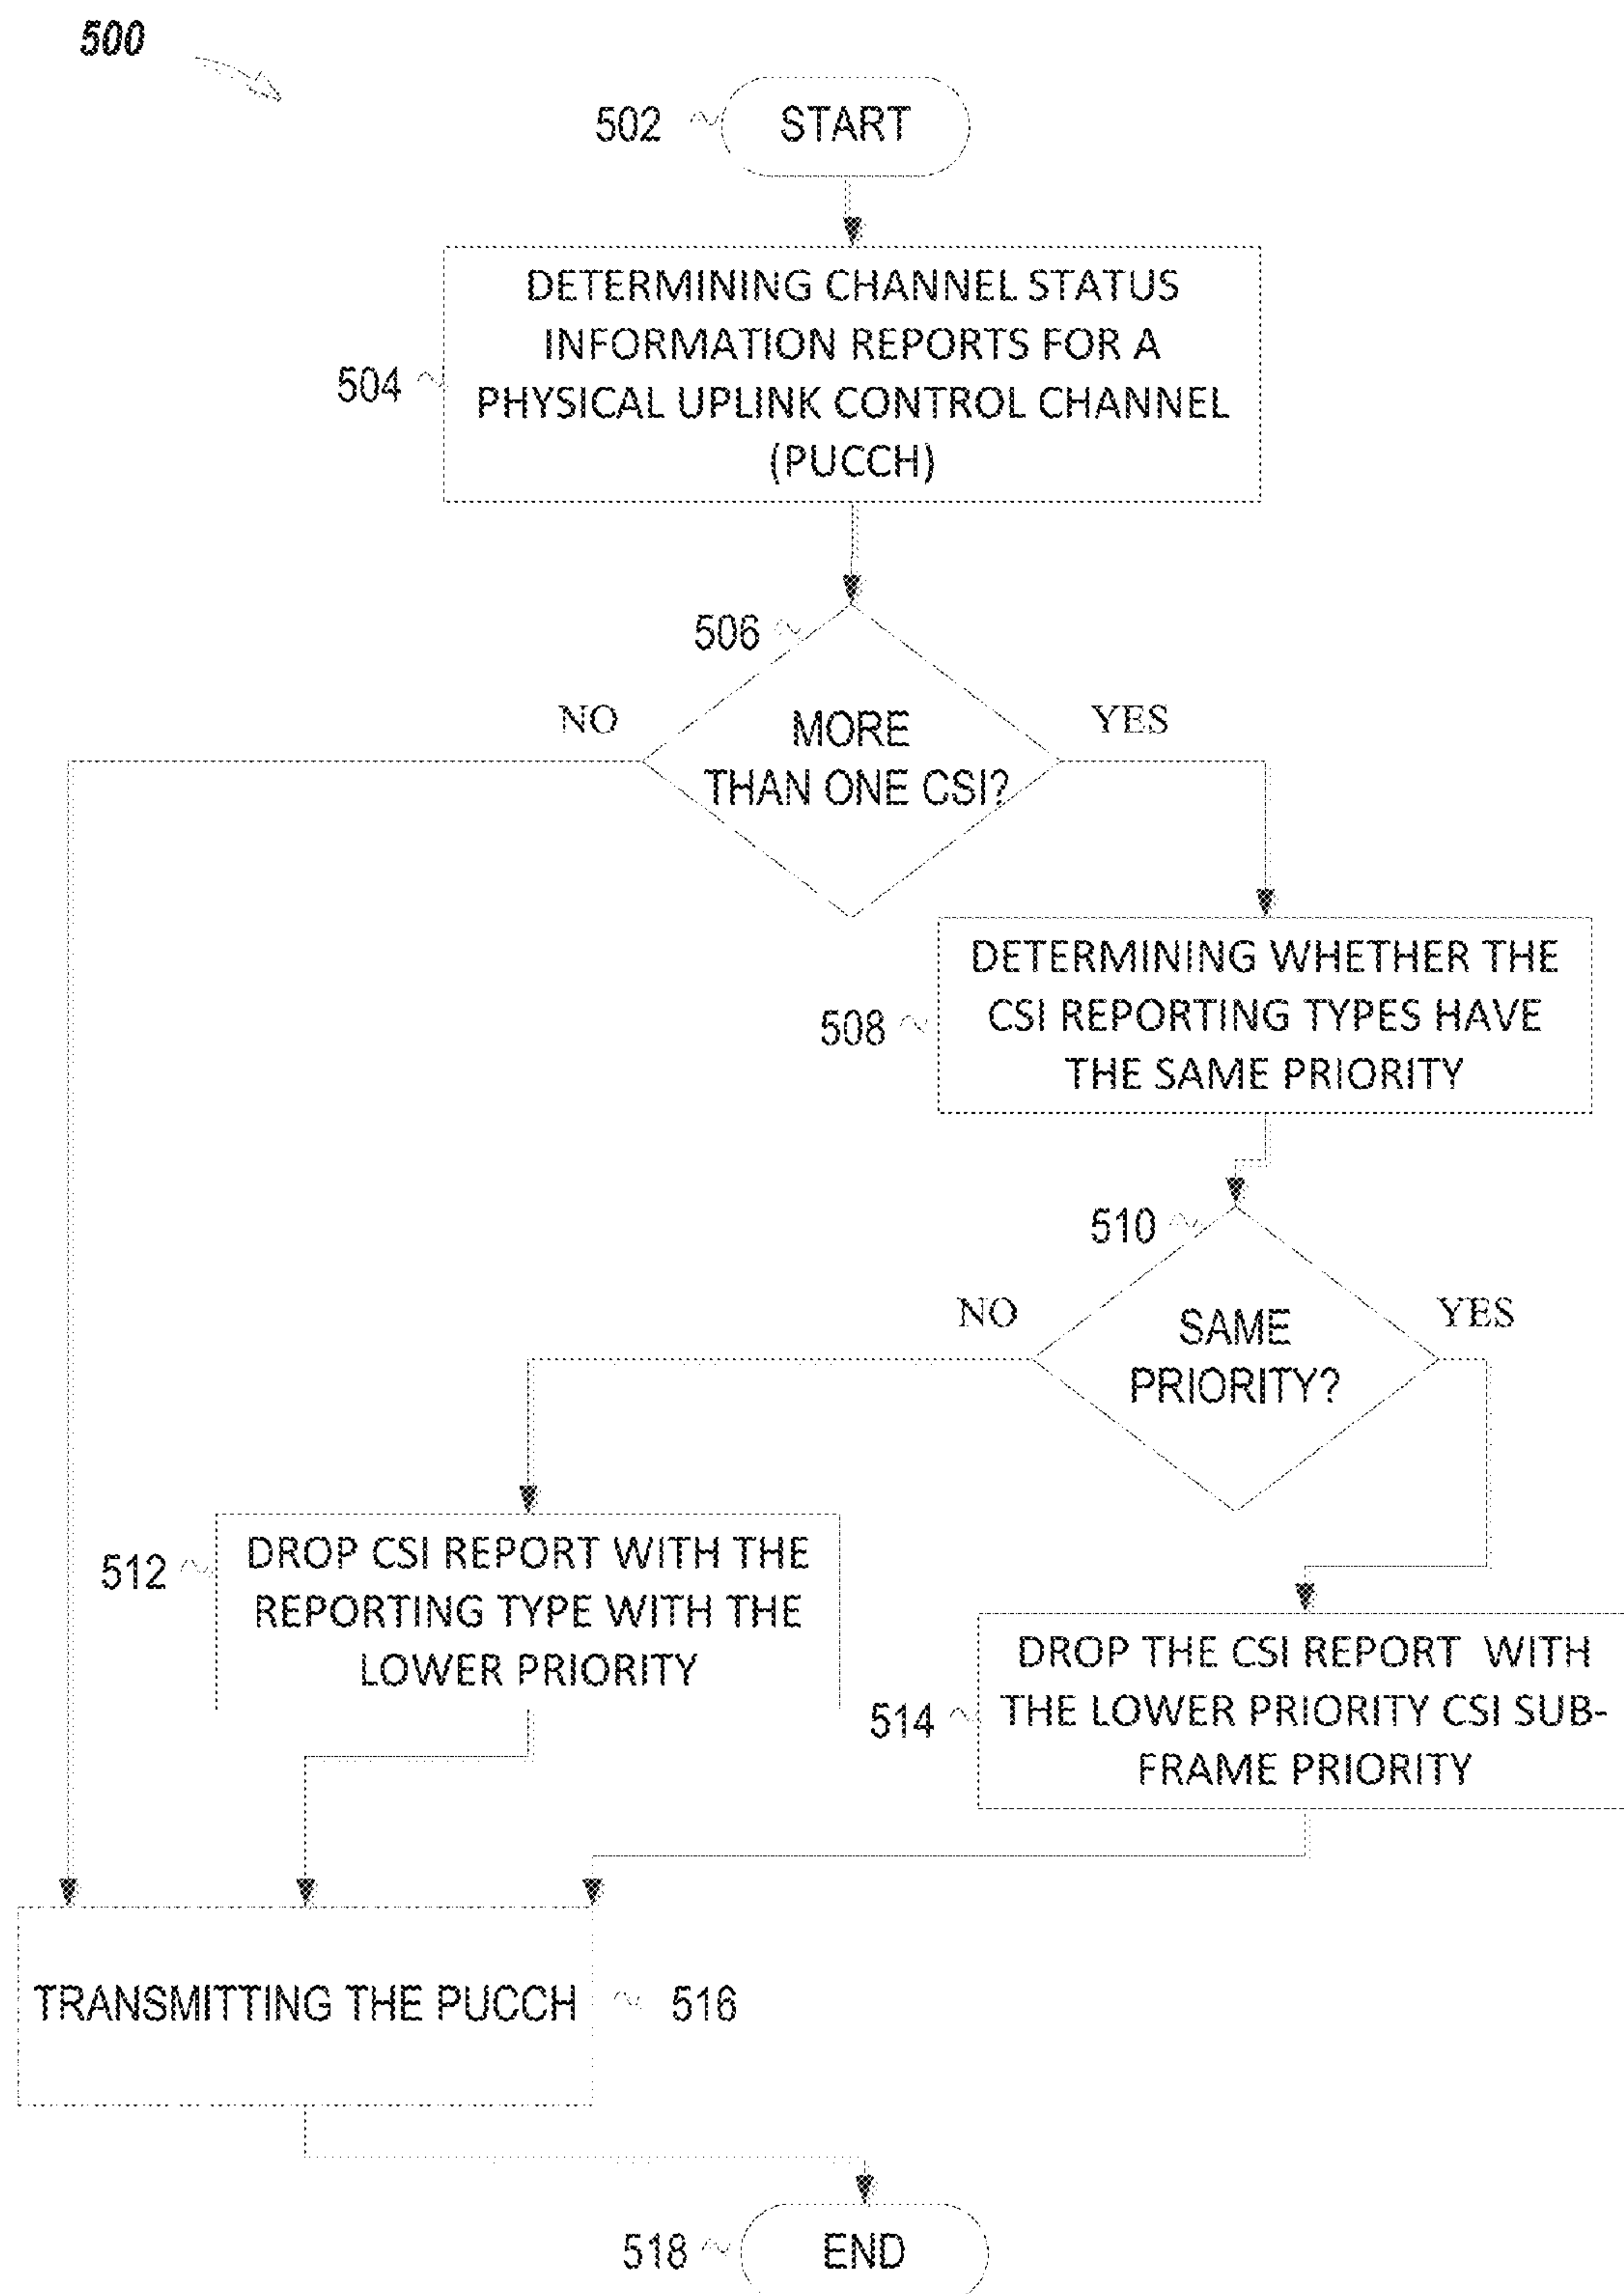 500
502
START
504
DETERMINING CHANNEL STATUS
INFORMATION REPORTS FOR A
PHYSICAL UPLINK CONTROL CHANNEL
(PUCCH)
506
NO
YES
MORE
THAN ONE CSI?
508
DETERMINING WHETHER THE
CSI REPORTING TYPES HAVE
THE SAME PRIORITY
510
NO
YES
SAME
PRIORITY?
512
DROP CSI REPORT WITH THE
REPORTING TYPE WITH THE
LOWER PRIORITY
514
DROP THE CSI REPORT WITH
THE LOWER PRIORITY CSI SUB-
FRAME PRIORITY
TRANSMITTING THE PUCCH
516
518
END